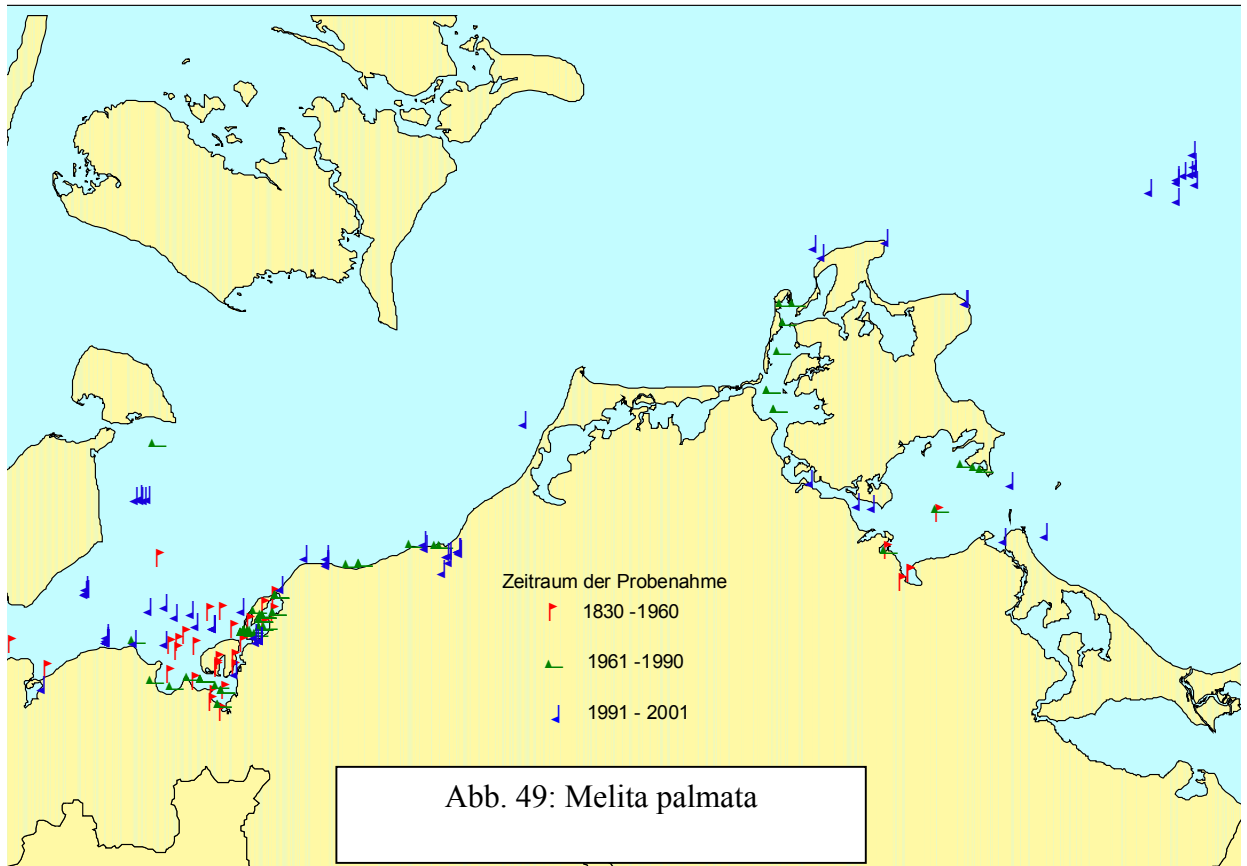 Zeitraum der Probenahme
1830 -1960
1961 -1990
1991 - 2001
Abb. 49: Melita palmata